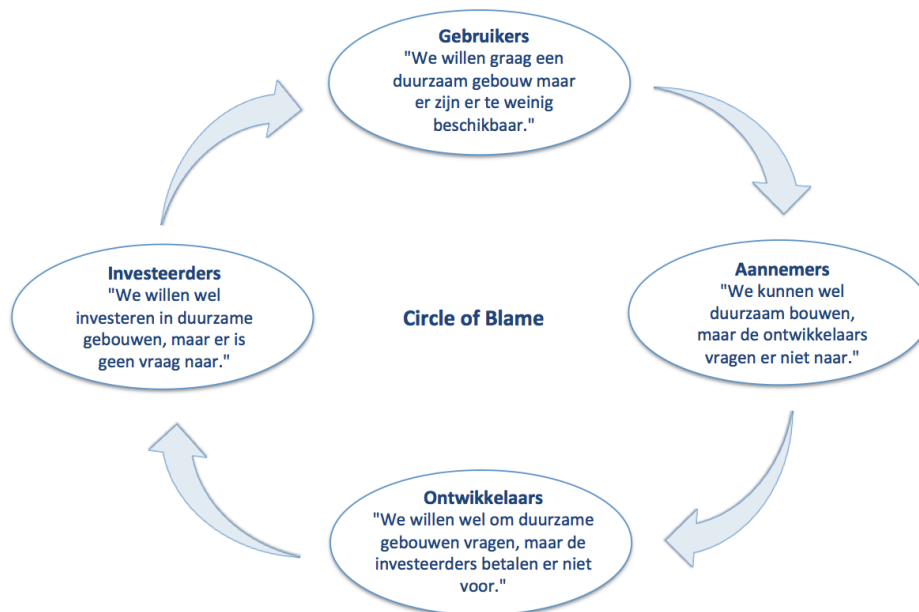 Gebruikers
"We willen graag een
duurzaam gebouw maar
er zijn er te weinig
beschikbaar."
Investeerders
"We willen wel
investeren in duurzame
gebouwen, maar er is
geen vraag naar."
Circle of Blame
Aannemers
"We kunnen wel
duurzaam bouwen,
maar de ontwikkelaars
vragen er niet naar."
Ontwikkelaars
"We willen wel om duurzame
gebouwen vragen, maar de
investeerders betalen er niet
voor."